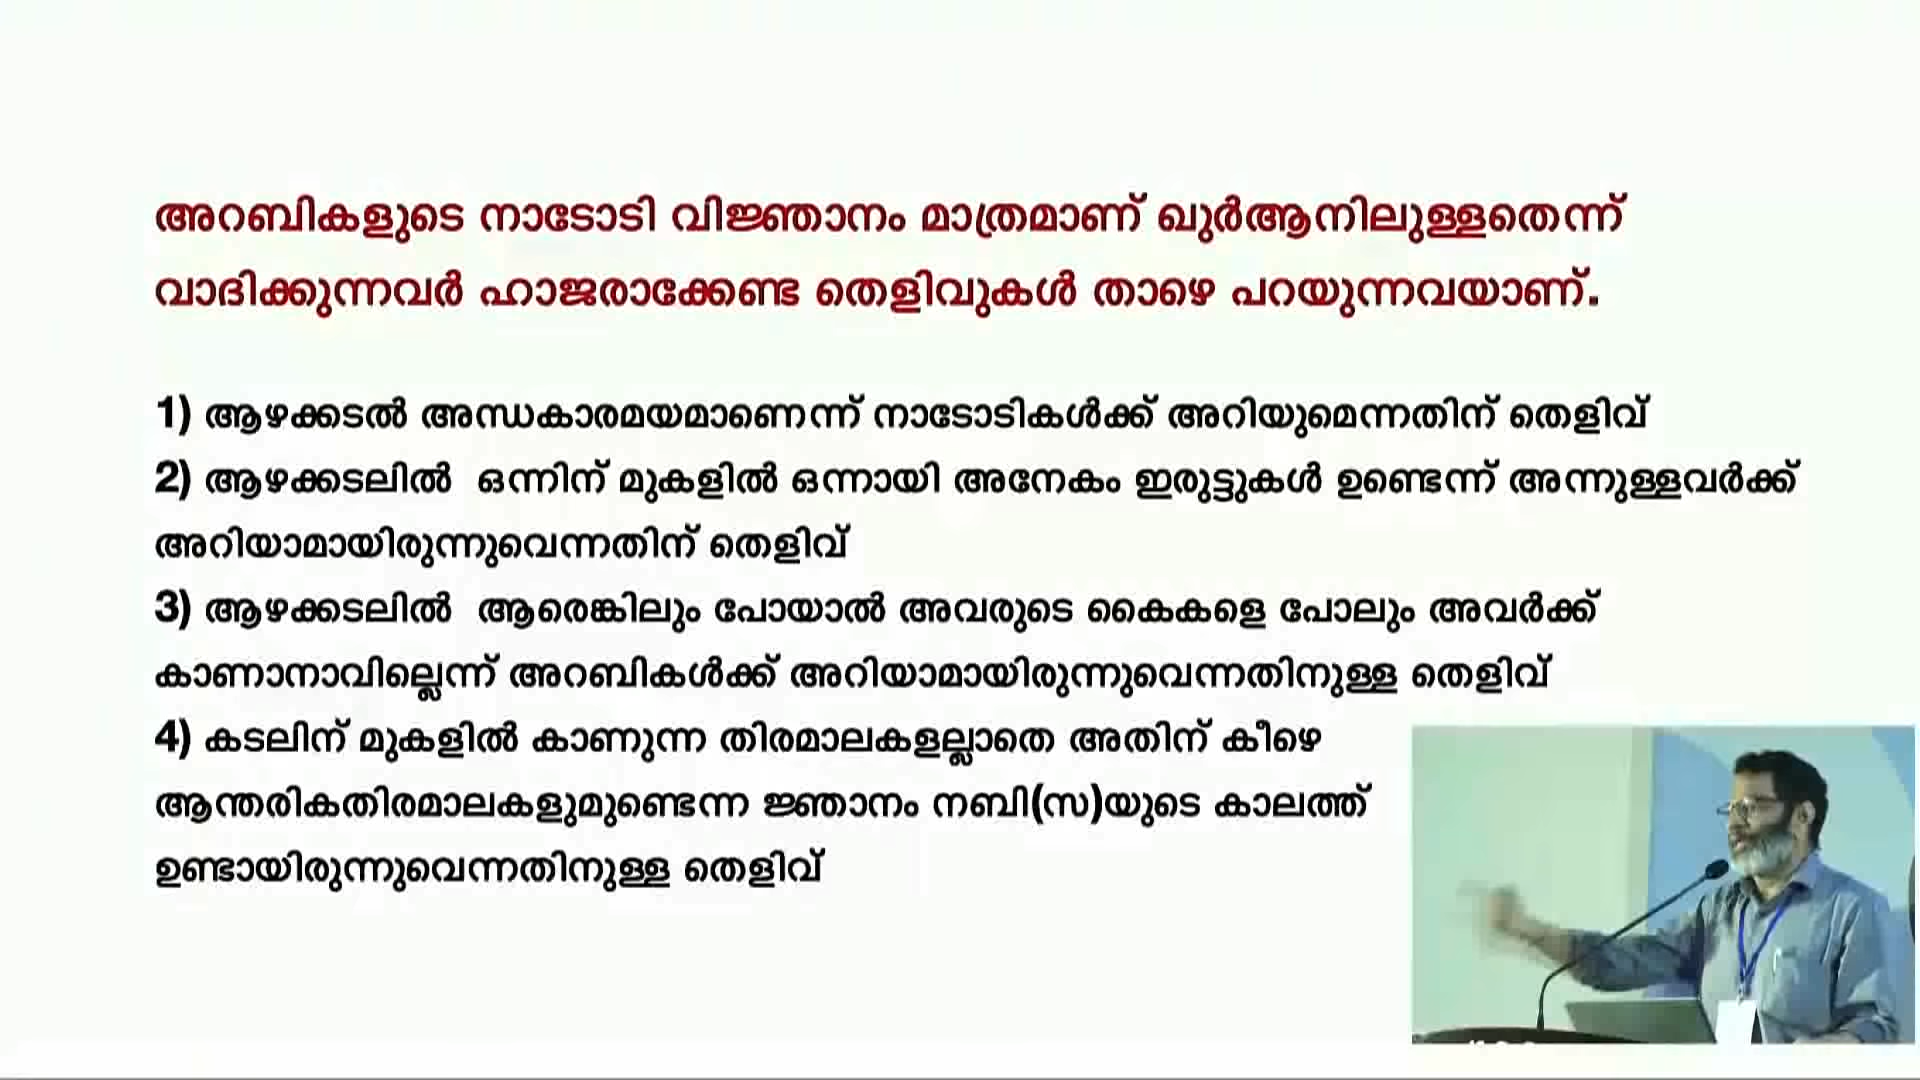 അറബികളുടെ നാടോടി വിജ്ഞാനം മാത്രമാണ് ഖുർആനിലുള്ളതെന്ന്
വാദിക്കുന്നവർ ഹാജരാക്കേണ്ട തെളിവുകൾ താഴെ പറയുന്നവയാണ്.
1) ആഴക്കടൽ അന്ധകാരമയമാണെന്ന് നാടോടികൾക്ക് അറിയുമെന്നതിന് തെളിവ്
2) ആഴക്കടലിൽ ഒന്നിന് മുകളിൽ ഒന്നായി അനേകം ഇരുട്ടുകൾ ഉണ്ടെന്ന് അന്നുള്ളവർക്ക്
അറിയാമായിരുന്നുവെന്നതിന് തെളിവ്
3) ആഴക്കടലിൽ ആരെങ്കിലും പോയാൽ അവരുടെ കൈകളെ പോലും അവർക്ക്
കാണാനാവില്ലെന്ന് അറബികൾക്ക് അറിയാമായിരുന്നുവെന്നതിനുള്ള തെളിവ്
4) കടലിന് മുകളിൽ കാണുന്ന തിരമാലകളല്ലാതെ അതിന് കീഴെ
ആന്തരികതിരമാലകളുമുണ്ടെന്ന ജ്ഞാനം നബി(സ)യുടെ കാലത്ത്
ഉണ്ടായിരുന്നുവെന്നതിനുള്ള തെളിവ്